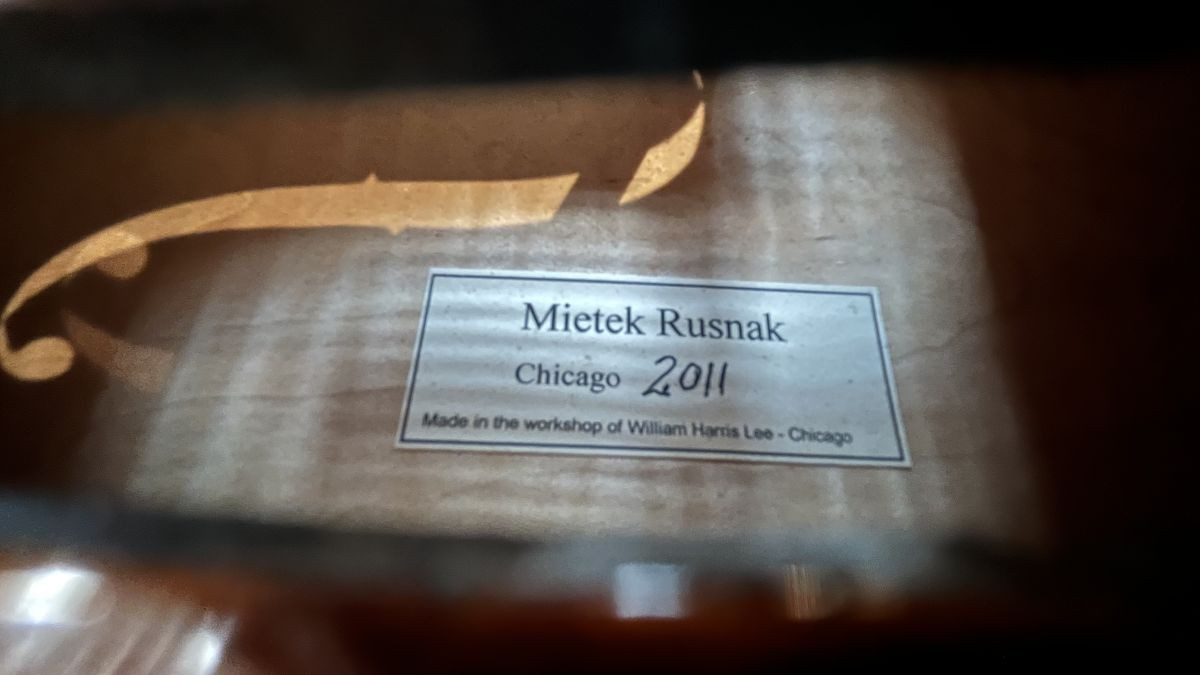 Mietek Rusnak
Chicago 2011
Made in the workshop of William Harris Lee - Chicago